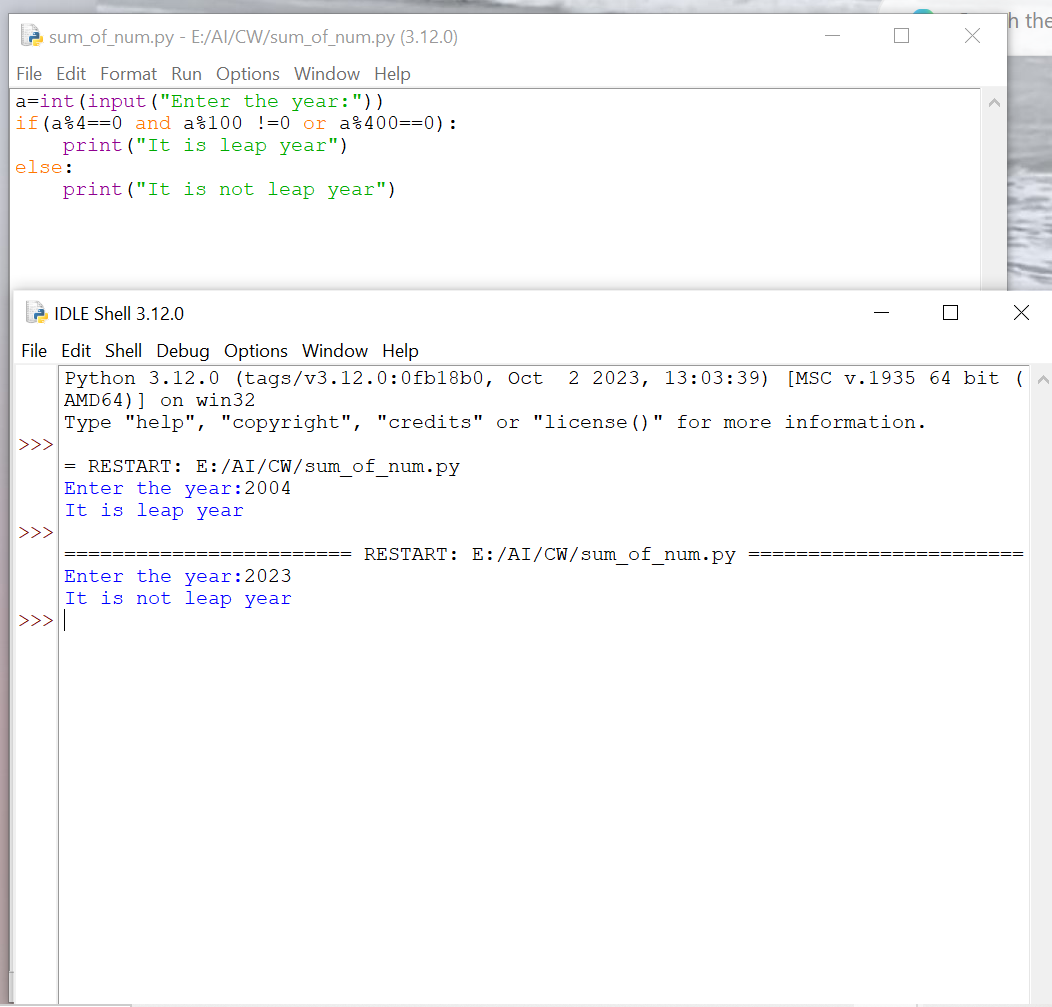 h the
sum_of_num.py - E:/AI/CW/sum_of_num.py (3.12.0)
File Edit Format Run Options Window Help
a=int(input("Enter the year:"))
if(a%4==0 and a%100 !=0 or a%400==0):
    print("It is leap year")
else:
    print("It is not leap year")
IDLE Shell 3.12.0
File Edit Shell Debug Options Window Help
Python 3.12.0 (tags/v3.12.0:0fb18b0, Oct  2 2023, 13:03:39) [MSC v.1935 64 bit (
AMD64)] on win32
Type "help", "copyright", "credits" or "license()" for more information.
>>>
= RESTART: E:/AI/CW/sum_of_num.py
Enter the year:2004
It is leap year
>>>
======================== RESTART: E:/AI/CW/sum_of_num.py =======================
Enter the year:2023
It is not leap year
>>>